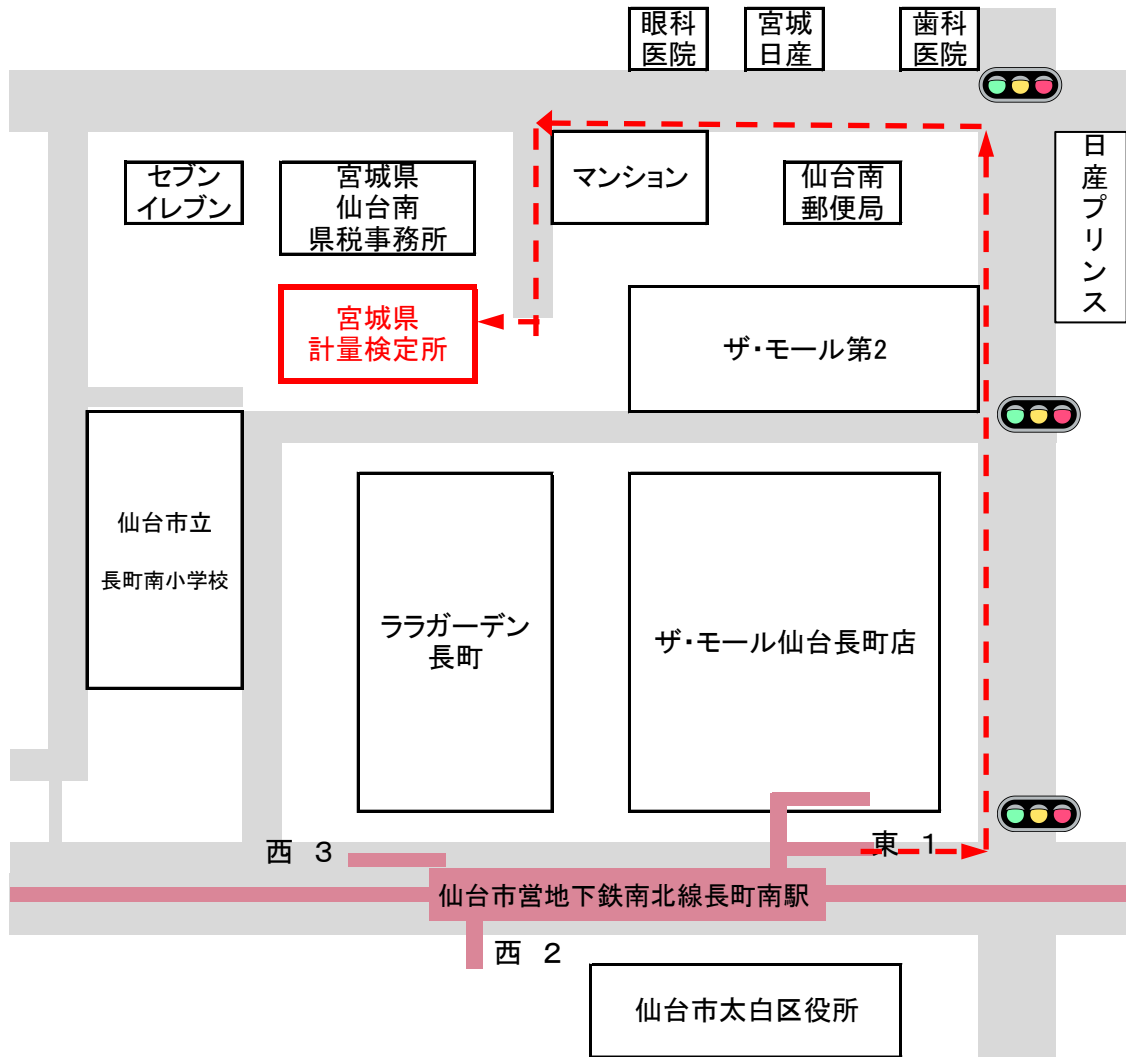 眼科
医院
宮城
日産
歯科
医院
セブン
イレブン
宮城県
仙台南
県税事務所
マンション
仙台南
郵便局
日産プリンス
宮城県
計量検定所
ザ・モール第2
仙台市立
長町南小学校
ララガーデン
長町
ザ・モール仙台長町店
西 3
東 1
仙台市営地下鉄南北線長町南駅
西 2
仙台市太白区役所